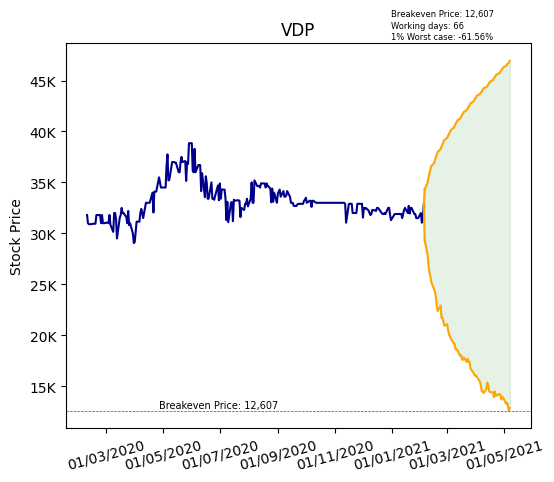 Breakeven Price: 12,607
Working days: 66
1% Worst case: -61.56%
VDP
Stock Price
45K
40K
35K
30K
25K
20K
15K
Breakeven Price: 12,607
01/03/2020
01/05/2020
01/07/2020
01/09/2020
01/11/2020
01/01/2021
01/03/2021
01/05/2021